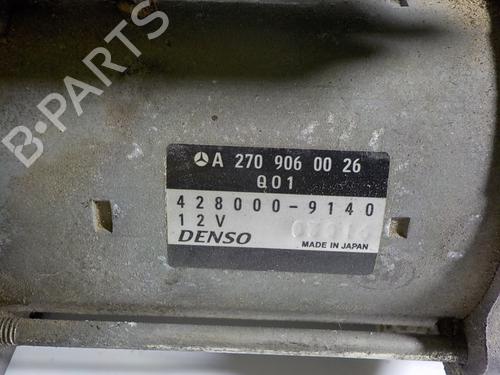 B-PARTS
A 270 906 00 26
Q01
428000-9140
12V
DENSO
MADE IN JAPAN